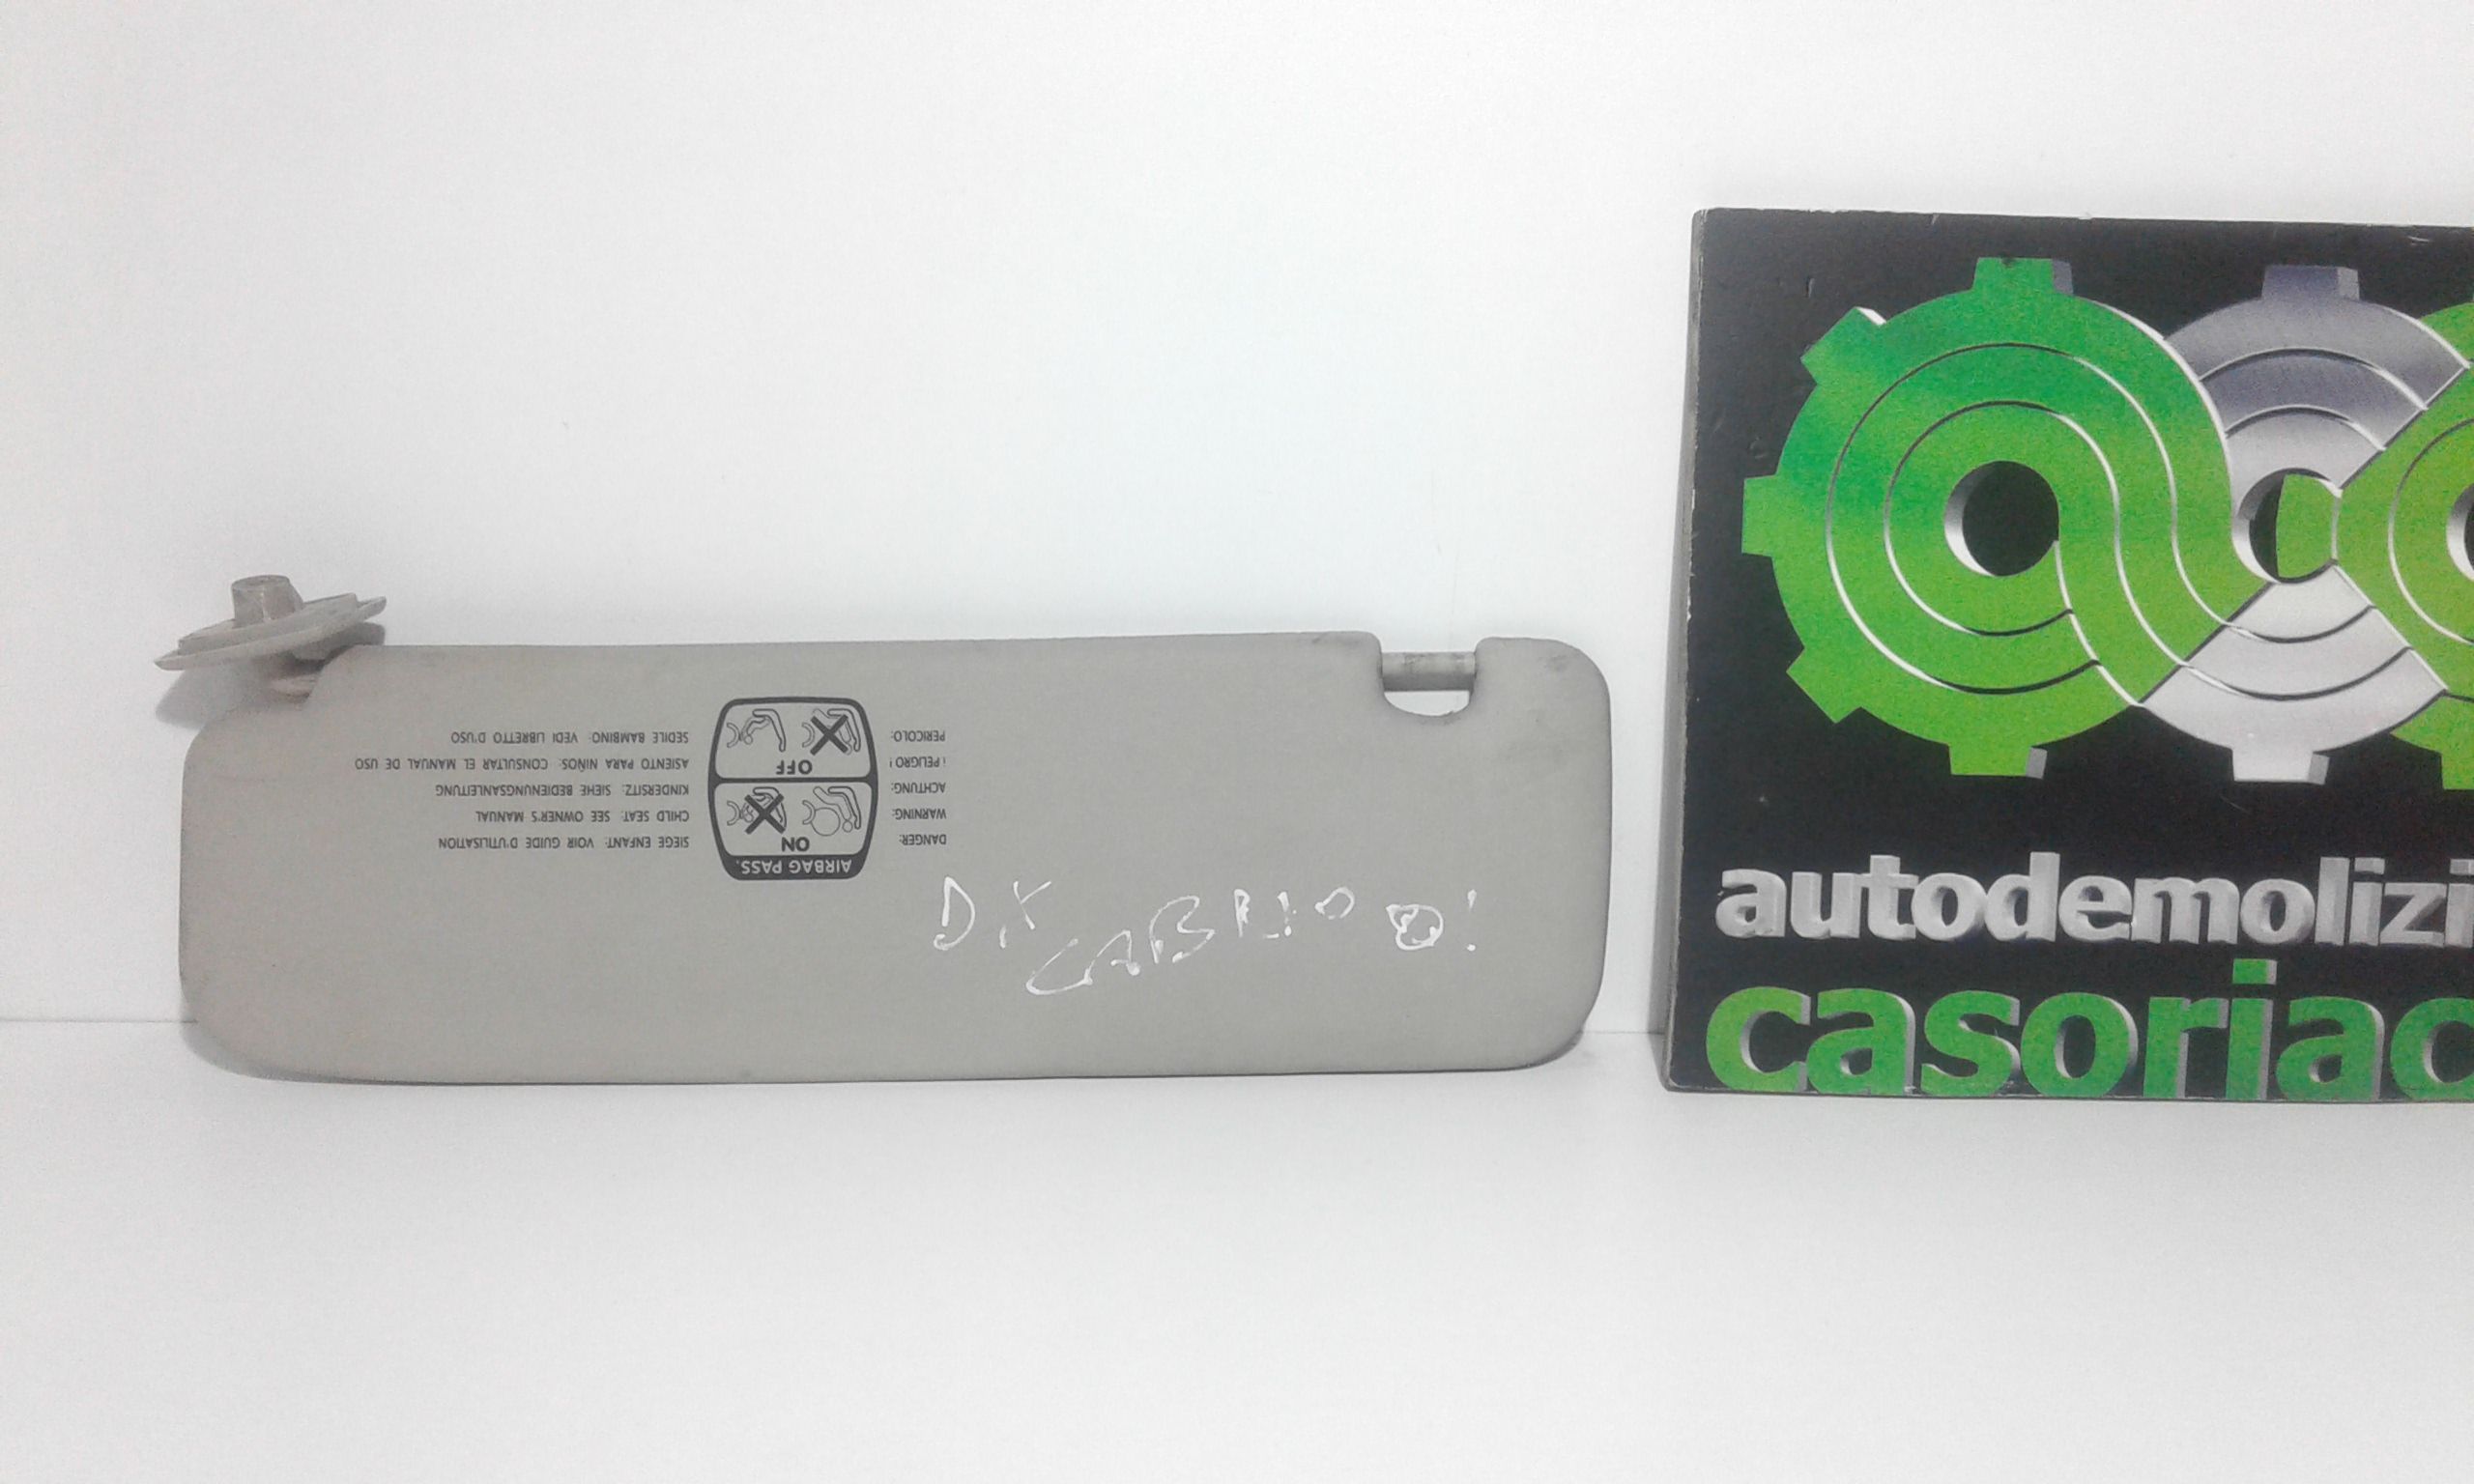 DANGER: SIEGE ENFANT: VOIR GUIDE D'UTILISATION
WARNING: CHILD SEAT: SEE OWNER'S MANUAL
ACHTUNG: KINDERSITZ: SIEHE BEDIENUNGSANLEITUNG
¡ PELIGRO ! ASIENTO PARA NIÑOS: CONSULTAR EL MANUAL DE USO
PERICOLO: SEDILE BAMBINO: VEDI LIBRETTO D'USO
AIRBAG PASS.
ON
OFF
DX
CABRIO
autodemolizi
casoriac